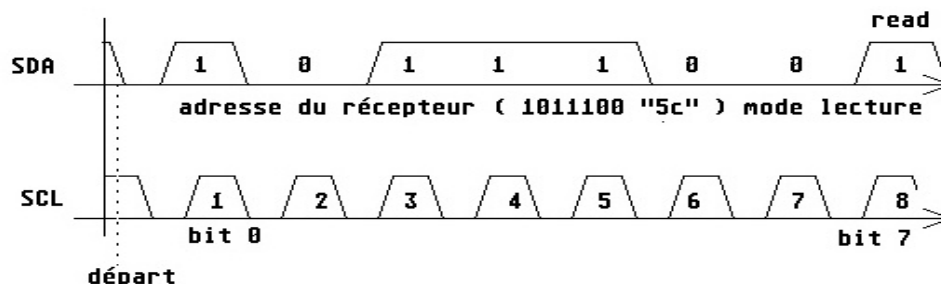 read
SDA 1 0 1 1 1 0 0 1
adresse du récepteur ( 1011100 "5c" ) mode lecture
SCL 1 2 3 4 5 6 7 8
bit 0 bit 7
départ